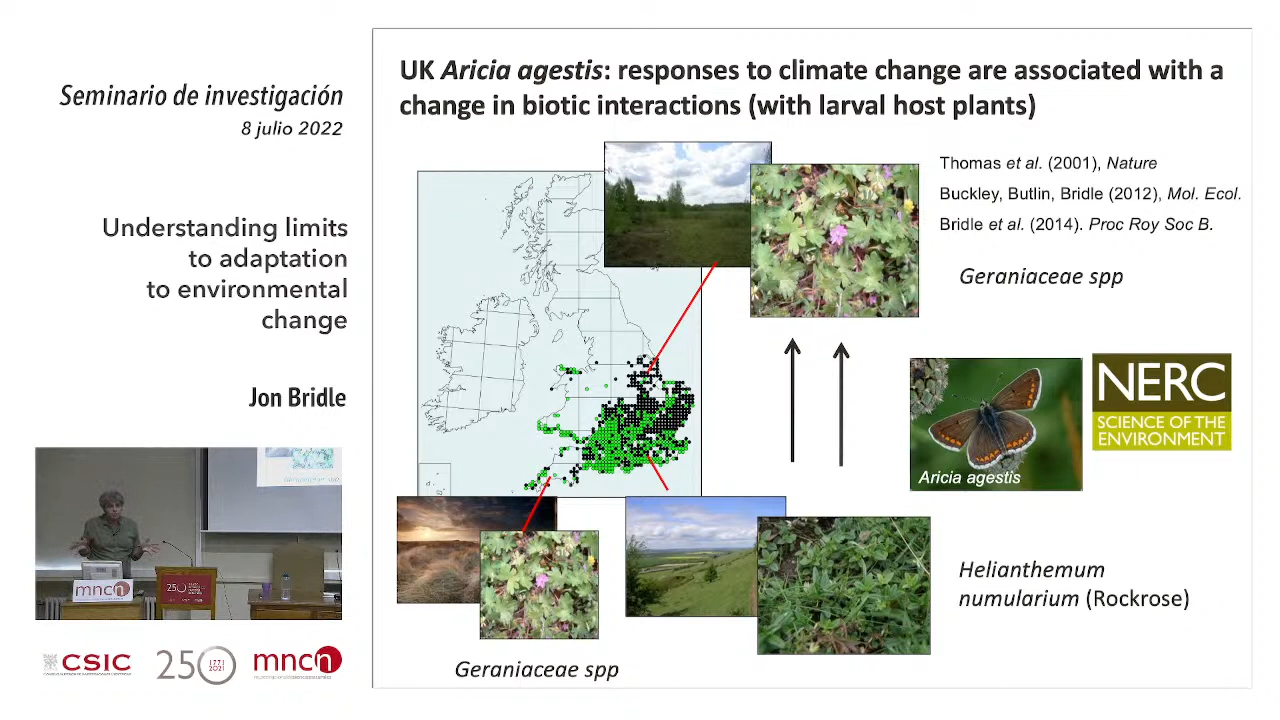 Seminario de investigación
8 julio 2022
Understanding limits
to adaptation
to environmental
change
Jon Bridle
mncn
250
CSIC
250
1771
2021
mncn
UK Aricia agestis: responses to climate change are associated with a
change in biotic interactions (with larval host plants)
Thomas et al. (2001), Nature
Buckley, Butlin, Bridle (2012), Mol. Ecol.
Bridle et al. (2014). Proc Roy Soc B.
Geraniaceae spp
NERC
SCIENCE OF THE
ENVIRONMENT
Aricia agestis
Helianthemum
numularium (Rockrose)
Geraniaceae spp